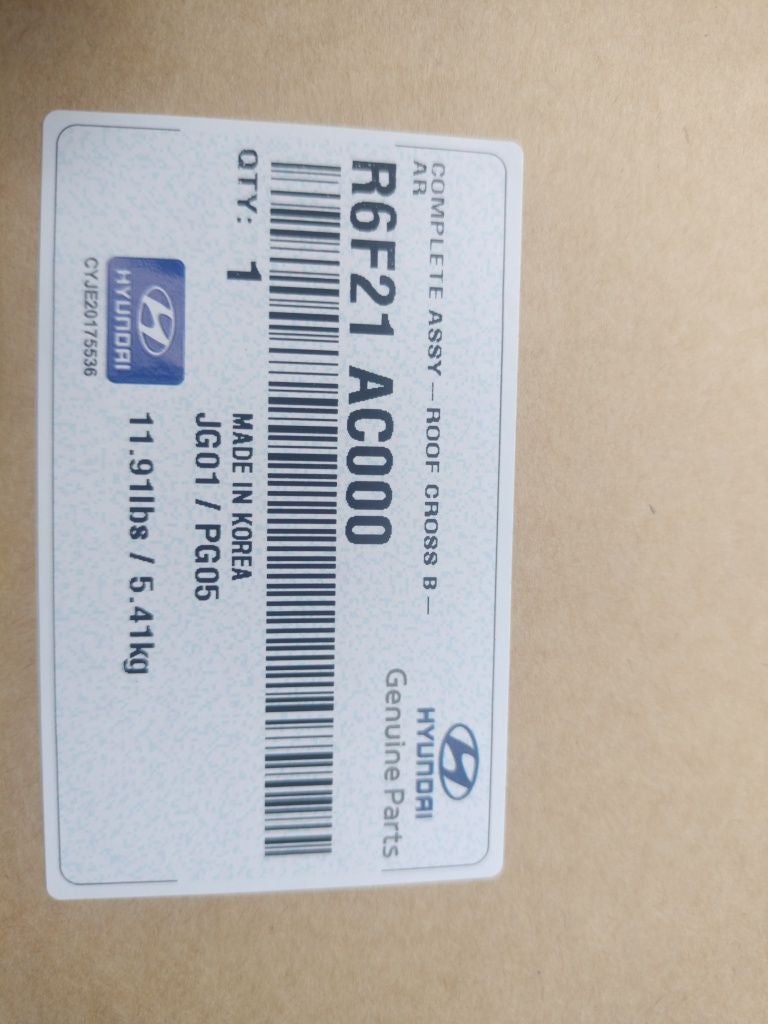 COMPLETE ASSY—ROOF CROSS B—
AR
HYUNDAI
Genuine Parts
R6F21 AC000
QTY: 1
MADE IN KOREA
JG01 / PG05
HYUNDAI
CYJE20175536
11.91lbs / 5.41kg